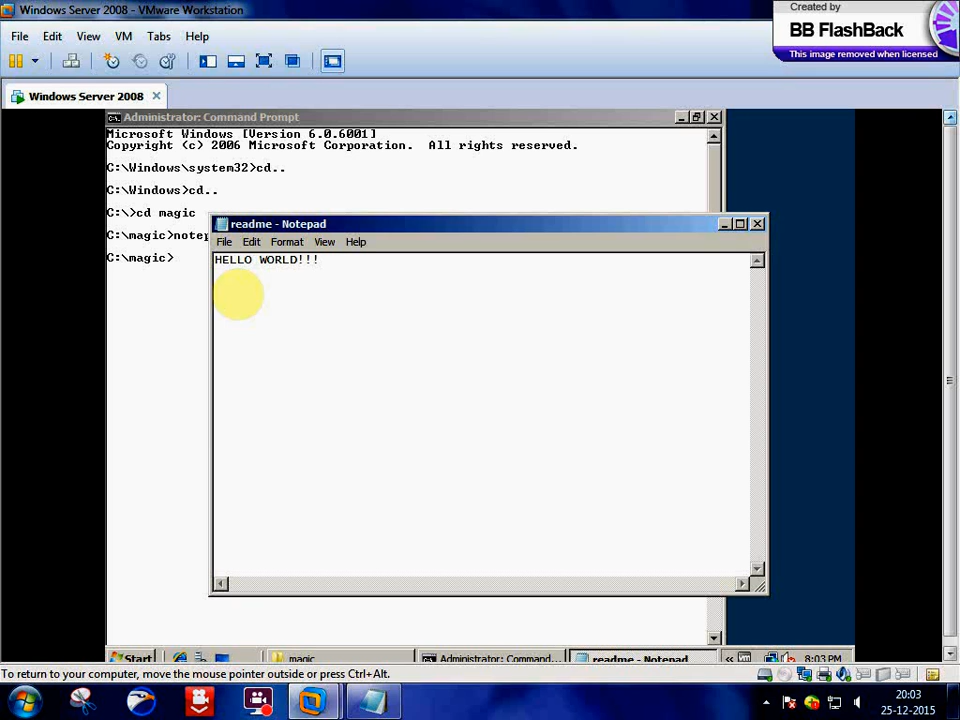 Windows Server 2008 - VMware Workstation
Created by
BB FlashBack
This image removed when licensed
File Edit View VM Tabs Help
Windows Server 2008
Administrator: Command Prompt
Microsoft Windows [Version 6.0.6001]
Copyright (c) 2006 Microsoft Corporation. All rights reserved.
C:\Windows\system32>cd..
C:\Windows>cd..
C:\>cd magic
C:\magic>notep
C:\magic>
readme - Notepad
File Edit Format View Help
HELLO WORLD!!!
Start
magic
Administrator: Command...
readme - Notepad
8:03 PM
To return to your computer, move the mouse pointer outside or press Ctrl+Alt.
20:03
25-12-2015